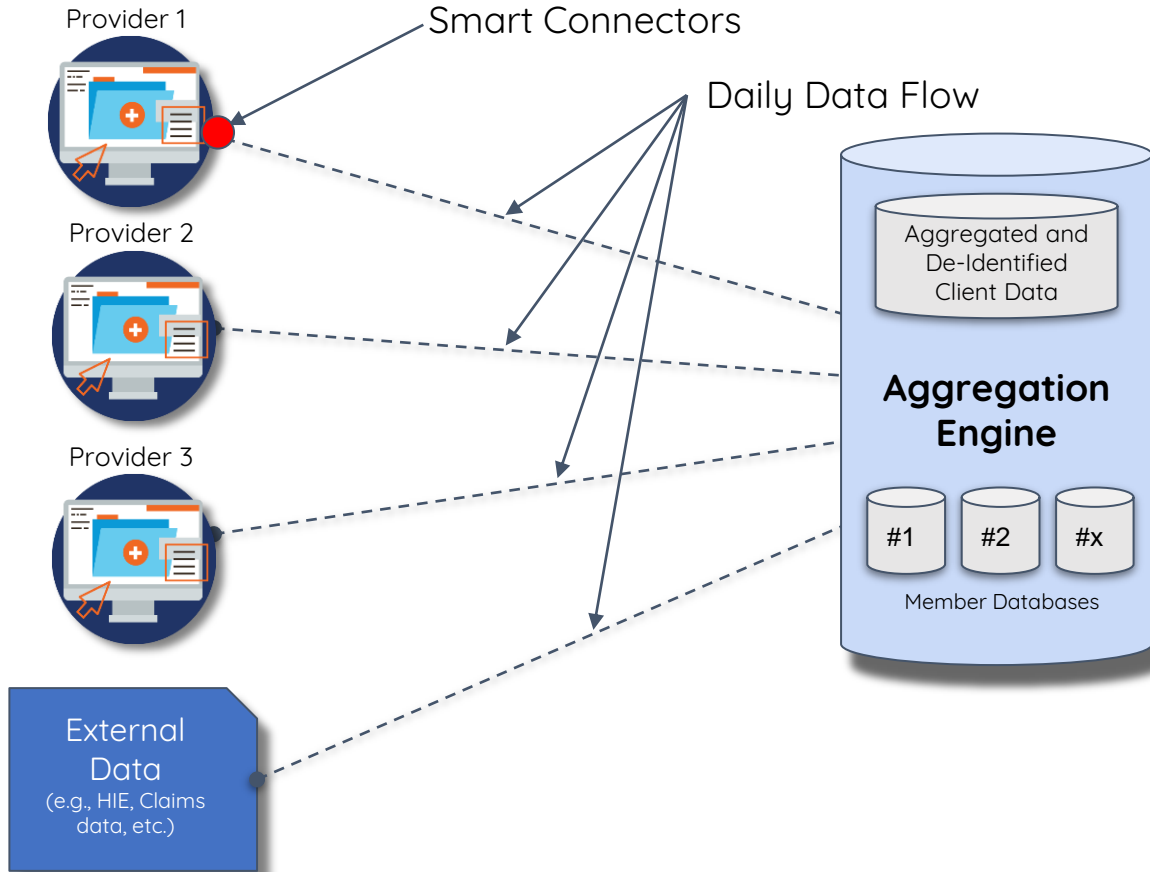 Provider 1
Smart Connectors
Daily Data Flow
Provider 2
Aggregated and
De-Identified
Client Data
Aggregation
Engine
Provider 3
#1
#2
#x
Member Databases
External
Data
(e.g., HIE, Claims
data, etc.)